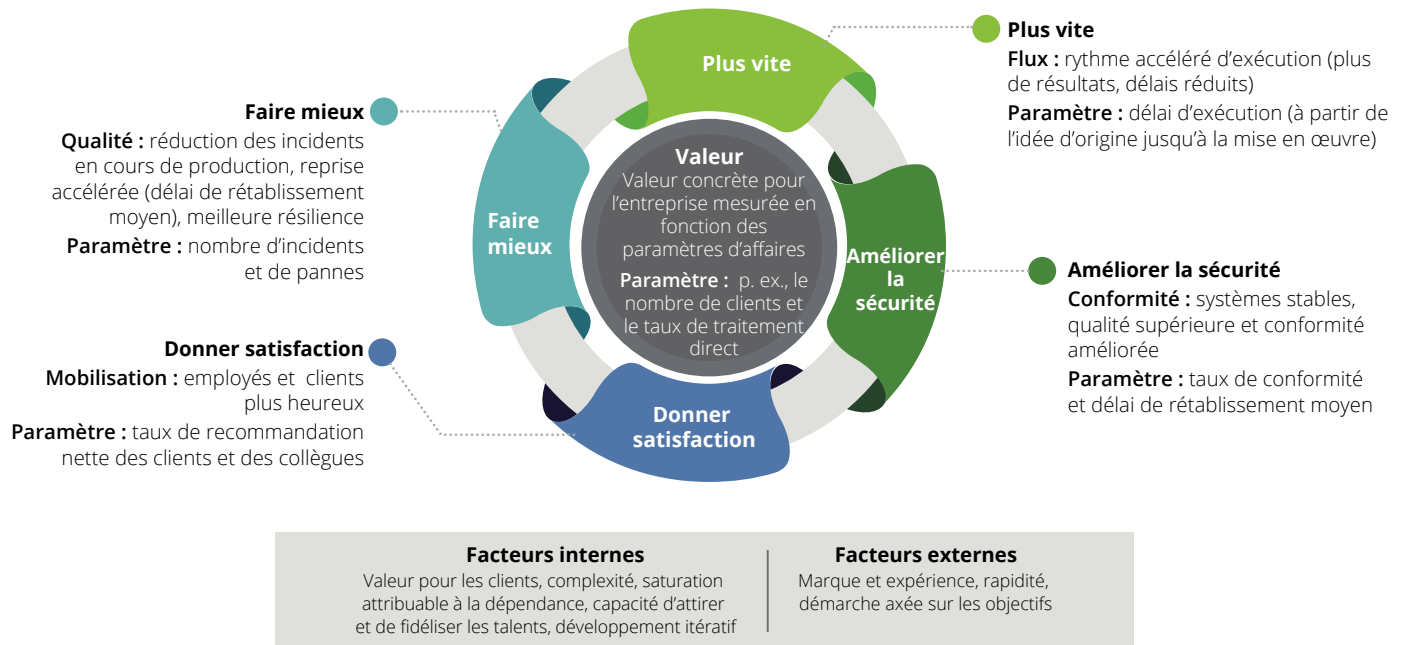 Plus vite
Faire
mieux
Améliorer
la
sécurité
Donner
satisfaction
Valeur
Valeur concrète pour
l’entreprise mesurée en
fonction des
paramètres d’affaires
Paramètre : p. ex., le
nombre de clients et
le taux de traitement
direct
Plus vite
Flux : rythme accéléré d’exécution (plus
de résultats, délais réduits)
Paramètre : délai d’exécution (à partir de
l’idée d’origine jusqu’à la mise en œuvre)
Faire mieux
Qualité : réduction des incidents
en cours de production, reprise
accélérée (délai de rétablissement
moyen), meilleure résilience
Paramètre : nombre d’incidents
et de pannes
Améliorer la sécurité
Conformité : systèmes stables,
qualité supérieure et conformité
améliorée
Paramètre : taux de conformité
et délai de rétablissement moyen
Donner satisfaction
Mobilisation : employés et clients
plus heureux
Paramètre : taux de recommandation
nette des clients et des collègues
Facteurs internes
Valeur pour les clients, complexité, saturation
attribuable à la dépendance, capacité d’attirer
et de fidéliser les talents, développement itératif
Facteurs externes
Marque et expérience, rapidité,
démarche axée sur les objectifs